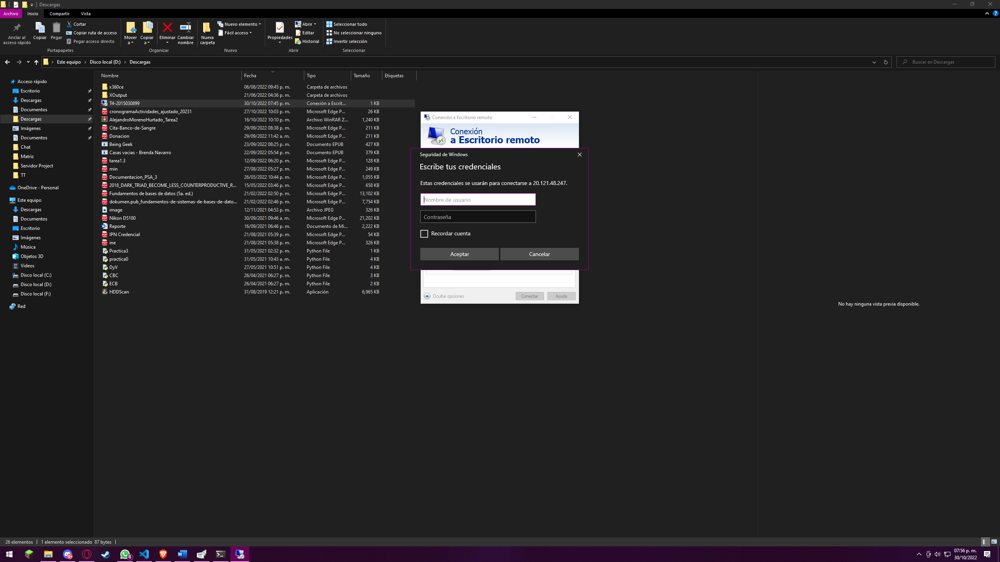 Descargas
Archivo Inicio Compartir Vista
Anclar al acceso rápido
Copiar
Pegar
Cortar
Copiar ruta de acceso
Pegar acceso directo
Portapapeles
Mover a
Copiar a
Eliminar
Cambiar nombre
Organizar
Nueva carpeta
Nuevo elemento
Fácil acceso
Nuevo
Propiedades
Abrir
Editar
Historial
Abrir
Seleccionar todo
No seleccionar ninguno
Invertir selección
Seleccionar
Este equipo > Disco local (D:) > Descargas
Buscar en Descargas
Acceso rápido
Escritorio
Descargas
Documentos
Descargas
Imágenes
Documentos
Chat
Matriz
Servidor Project
TT
OneDrive - Personal
Este equipo
Descargas
Documentos
Escritorio
Imágenes
Música
Objetos 3D
Videos
Disco local (C:)
Disco local (D:)
Disco local (F:)
Red
Nombre Fecha Tipo Tamaño Etiquetas
x360ce 06/08/2022 09:45 p. m. Carpeta de archivos
XOutput 21/06/2022 04:36 p. m. Carpeta de archivos
T4-2015030899 30/10/2022 07:45 p. m. Conexión a Escrit... 1 KB
cronogramaActividades_ajustado_20231 27/10/2022 10:03 p. m. Microsoft Edge P... 26 KB
AlejandroMorenoHurtado_Tarea2 16/10/2022 10:10 p. m. Archivo WinRAR Z... 1,240 KB
Cita-Banco-de-Sangre 29/09/2022 08:38 p. m. Microsoft Edge P... 211 KB
Donacion 29/09/2022 11:42 a. m. Microsoft Edge P... 211 KB
Being Geek 23/09/2022 08:25 p. m. Documento EPUB 427 KB
Casas vacias - Brenda Navarro 22/09/2022 05:54 p. m. Documento EPUB 379 KB
tarea1.3 12/09/2022 06:20 p. m. Microsoft Edge P... 128 KB
min 27/08/2022 05:27 p. m. Microsoft Edge P... 249 KB
Documentacion_PSA_3 26/05/2022 10:44 p. m. Microsoft Edge P... 1,055 KB
2018_DARK_TRIAD_BECOME_LESS_COUNTERPRODUCTIVE_R... 15/05/2022 03:46 p. m. Microsoft Edge P... 658 KB
Fundamentos de bases de datos (5a. ed.) 21/02/2022 02:50 p. m. Microsoft Edge P... 13,102 KB
dokumen.pub_fundamentos-de-sistemas-de-bases-de-dato... 21/02/2022 02:46 p. m. Microsoft Edge P... 7,754 KB
image 12/11/2021 04:53 p. m. Archivo JPEG 326 KB
Nikon D5100 30/09/2021 09:46 a. m. Microsoft Edge P... 21,202 KB
Reporte 16/09/2021 06:46 p. m. Documento de Mi... 2,222 KB
IPN Credencial 21/08/2021 05:39 p. m. Microsoft Edge P... 54 KB
ine 21/08/2021 05:38 p. m. Microsoft Edge P... 326 KB
Practica3 31/05/2021 02:32 p. m. Python File 1 KB
practica0 31/05/2021 10:43 a. m. Python File 4 KB
DyV 27/05/2021 10:51 p. m. Python File 4 KB
CBC 26/04/2021 06:27 p. m. Python File 3 KB
ECB 26/04/2021 06:27 p. m. Python File 2 KB
HDDScan 31/08/2019 12:21 p. m. Aplicación 6,965 KB
Conexión a Escritorio remoto
Conexión
a Escritorio remoto
Seguridad de Windows
Escribe tus credenciales
Estas credenciales se usarán para conectarse a 20.121.48.247.
Nombre de usuario
Contraseña
Recordar cuenta
Aceptar Cancelar
Ocultar opciones Conectar Ayuda
No hay ninguna vista previa disponible.
26 elementos 1 elemento seleccionado 87 bytes
9+
8
07:56 p. m.
30/10/2022